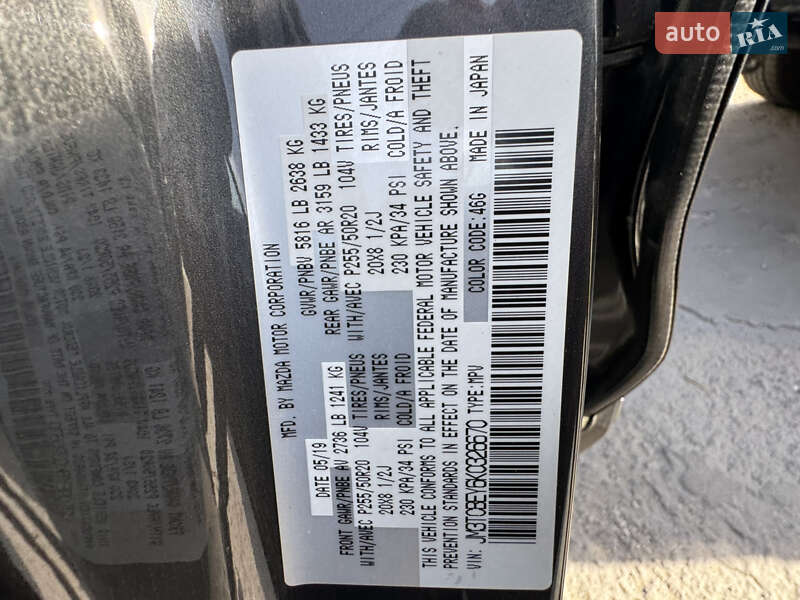 auto RIA.com
MFD. BY MAZDA MOTOR CORPORATION
DATE 05/19 GVWR/PNBV 5816 LB 2638 KG
FRONT GAWR/PNBE AV 2736 LB 1241 KG REAR GAWR/PNBE AR 3159 LB 1433 KG
WITH/AVEC P255/50R20 104V TIRES/PNEUS WITH/AVEC P255/50R20 104V TIRES/PNEUS
20X8 1/2J RIMS/JANTES 20X8 1/2J RIMS/JANTES
230 KPA/34 PSI COLD/A FROID 230 KPA/34 PSI COLD/A FROID
THIS VEHICLE CONFORMS TO ALL APPLICABLE FEDERAL MOTOR VEHICLE SAFETY AND THEFT
PREVENTION STANDARDS IN EFFECT ON THE DATE OF MANUFACTURE SHOWN ABOVE.
VIN: JM3TCBEY6K0326670 TYPE:MPV COLOR CODE:46G MADE IN JAPAN